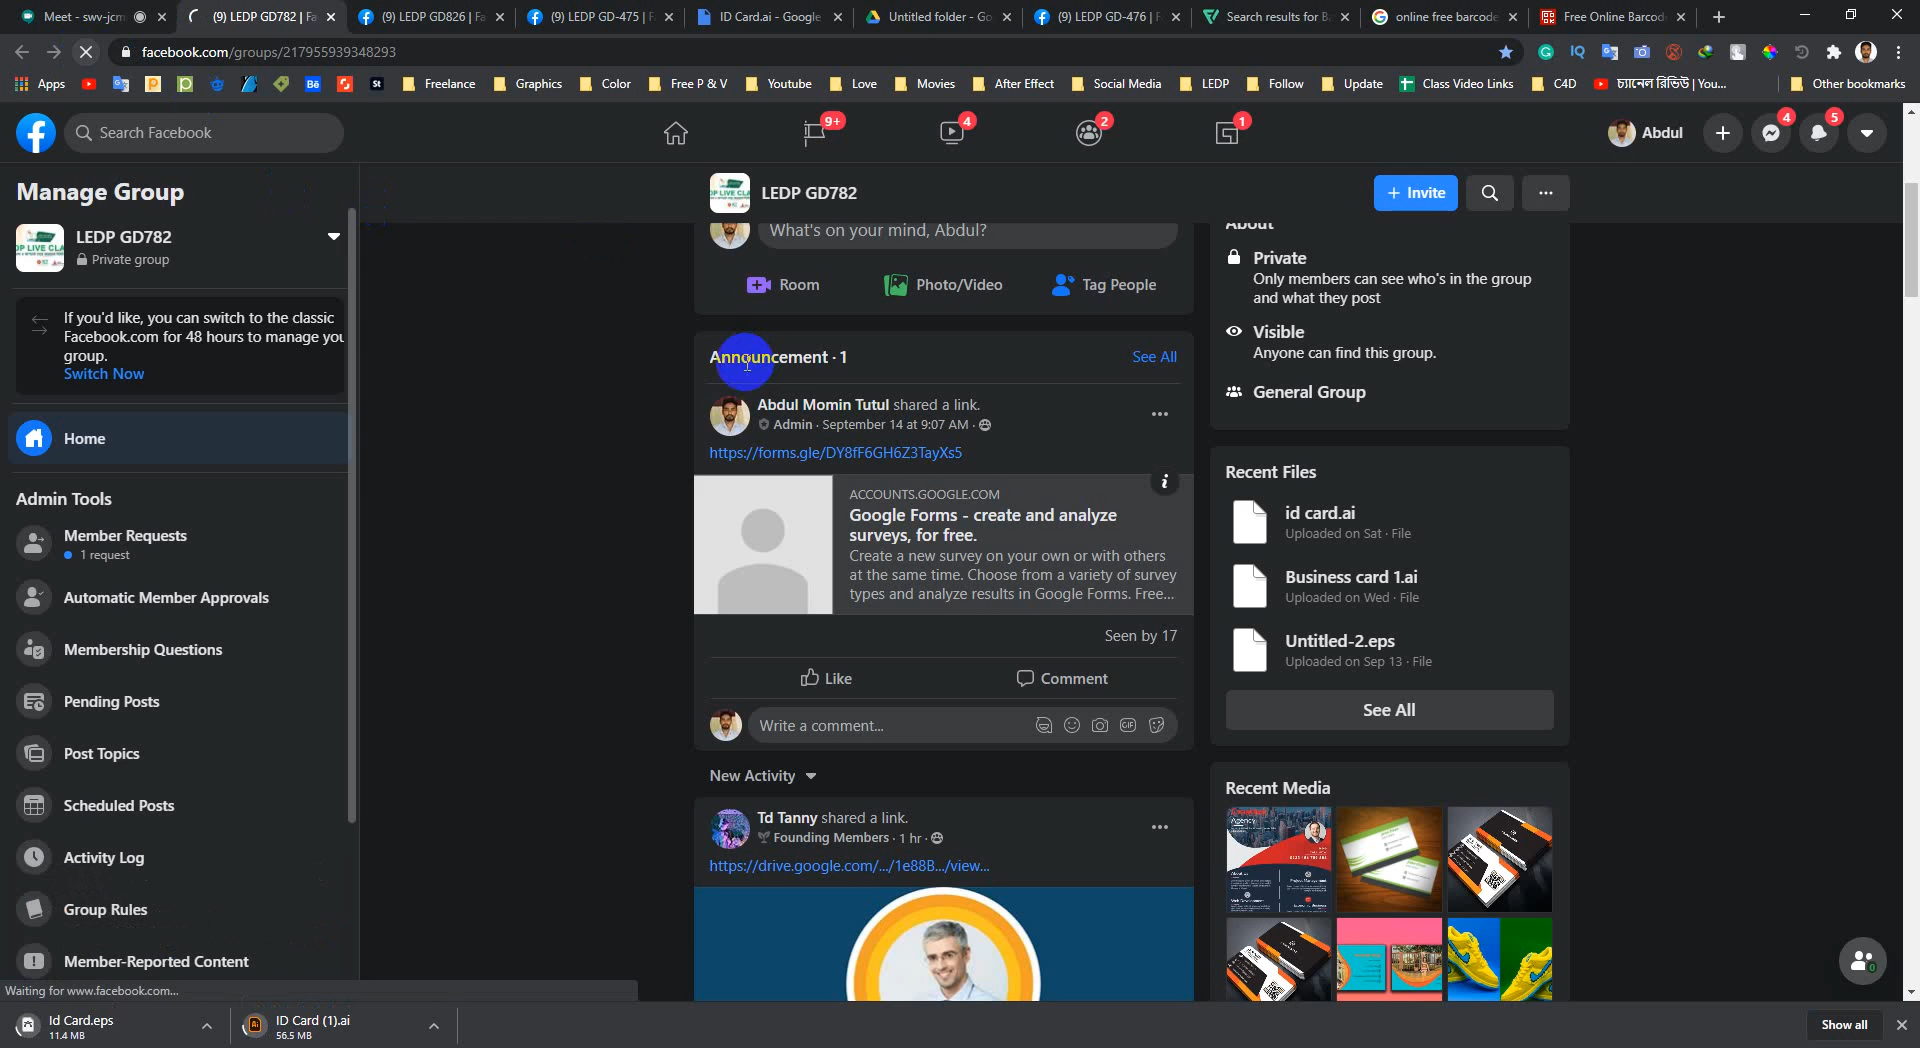 Meet - swv-jcm
(9) LEDP GD782 | Fa
(9) LEDP GD826 | Fa
(9) LEDP GD-475 | F
ID Card.ai - Google
Untitled folder - Go
(9) LEDP GD-476 | F
Search results for B
online free barcode
Free Online Barcod
facebook.com/groups/217955939348293
Apps
Freelance
Graphics
Color
Free P & V
Youtube
Love
Movies
After Effect
Social Media
LEDP
Follow
Update
Class Video Links
C4D
চ্যানেল রিভিউ | You...
Other bookmarks
Search Facebook
9+
4
2
1
Abdul
4
5
Manage Group
LEDP GD782
Private group
If you'd like, you can switch to the classic
Facebook.com for 48 hours to manage you
group.
Switch Now
Home
Admin Tools
Member Requests
1 request
Automatic Member Approvals
Membership Questions
Pending Posts
Post Topics
Scheduled Posts
Activity Log
Group Rules
Member-Reported Content
Waiting for www.facebook.com...
LEDP GD782
+ Invite
What's on your mind, Abdul?
Room
Photo/Video
Tag People
Announcement · 1
See All
Abdul Momin Tutul shared a link.
Admin · September 14 at 9:07 AM ·
https://forms.gle/DY8fF6GH6Z3TayXs5
ACCOUNTS.GOOGLE.COM
Google Forms - create and analyze
surveys, for free.
Create a new survey on your own or with others
at the same time. Choose from a variety of survey
types and analyze results in Google Forms. Free...
Seen by 17
Like
Comment
Write a comment...
GIF
New Activity
Td Tanny shared a link.
Founding Members · 1 hr ·
https://drive.google.com/.../1e88B.../view...
About
Private
Only members can see who's in the group
and what they post
Visible
Anyone can find this group.
General Group
Recent Files
id card.ai
Uploaded on Sat · File
Business card 1.ai
Uploaded on Wed · File
Untitled-2.eps
Uploaded on Sep 13 · File
See All
Recent Media
Agency
About Us
0
Id Card.eps
11.4 MB
ID Card (1).ai
56.5 MB
Show all